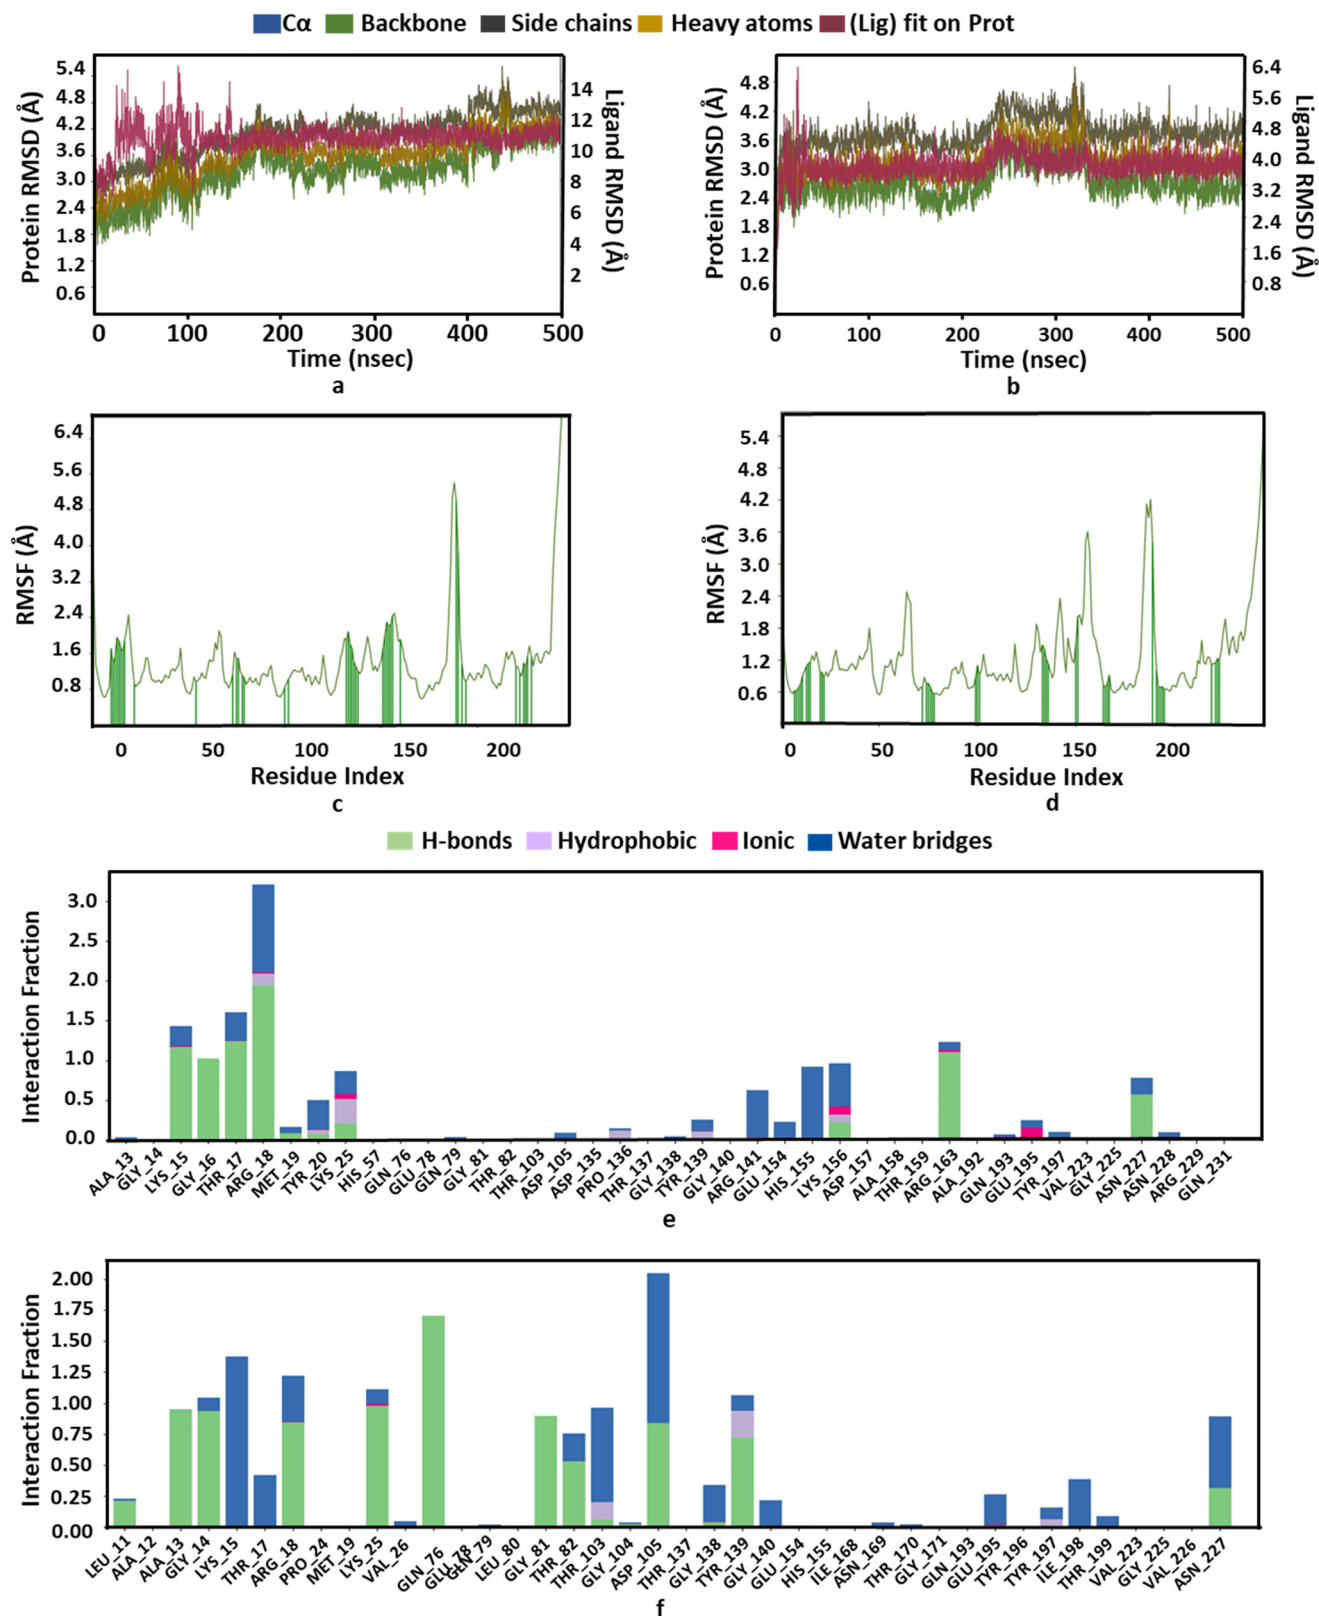 Cα Backbone Side chains Heavy atoms (Lig) fit on Prot
Protein RMSD (Å)
5.4
4.8
4.2
3.6
3.0
2.4
1.8
1.2
0.6
14
12
10
8
6
4
2
Ligand RMSD (Å)
0 100 200 300 400 500
Time (nsec)
a
Protein RMSD (Å)
4.8
4.2
3.6
3.0
2.4
1.8
1.2
0.6
6.4
5.6
4.8
4.0
3.2
2.4
1.6
0.8
Ligand RMSD (Å)
0 100 200 300 400 500
Time (nsec)
b
RMSF (Å)
6.4
5.6
4.8
4.0
3.2
2.4
1.6
0.8
0 50 100 150 200
Residue Index
c
RMSF (Å)
5.4
4.8
4.2
3.6
3.0
2.4
1.2
0.6
0 50 100 150 200
Residue Index
d
H-bonds Hydrophobic Ionic Water bridges
Interaction Fraction
3.0
2.5
2.0
1.5
1.0
0.5
0.0
ALA_13 GLY_14 LYS_15 GLY_16 THR_17 ARG_18 MET_19 TYR_20 LYS_25 HIS_57 GLN_76 GLU_78 GLN_79 GLY_81 THR_82 THR_103 ASP_105 ASP_135 PRO_136 THR_137 GLY_138 TYR_139 GLY_140 ARG_141 GLU_154 HIS_155 LYS_156 ASP_157 ALA_158 THR_159 ARG_163 ALA_192 GLN_193 GLU_195 TYR_197 VAL_223 GLY_225 ASN_227 ASN_228 ARG_229 GLN_231
e
Interaction Fraction
2.00
1.75
1.50
1.25
1.00
0.75
0.50
0.25
0.00
LEU_11 ALA_12 ALA_13 GLY_14 LYS_15 THR_17 ARG_18 PRO_24 MET_19 LYS_25 VAL_26 GLN_76 GLU_78 GLN_79 LEU_80 GLY_81 THR_82 THR_103 GLY_104 ASP_105 THR_137 GLY_138 TYR_139 GLY_140 GLU_154 HIS_155 ILE_168 ASN_169 THR_170 GLY_171 GLN_193 GLU_195 TYR_196 TYR_197 ILE_198 THR_199 VAL_223 GLY_225 VAL_226 ASN_227
f